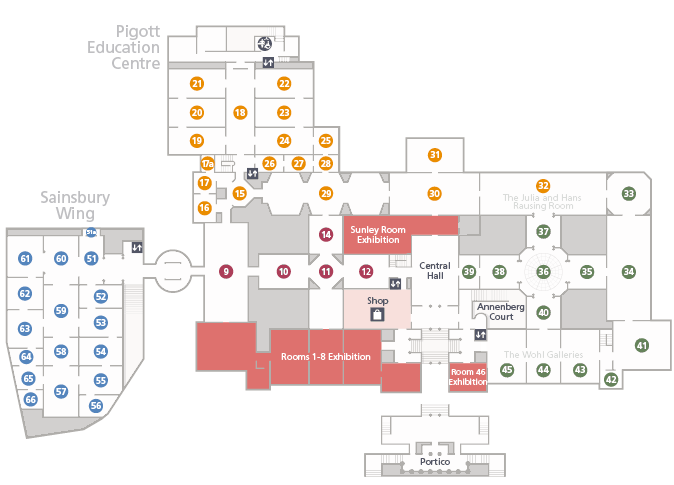 Pigott
Education
Centre
21
22
20
18
23
19
24
25
17a
26
27
28
31
17
15
29
30
32
33
The Julia and Hans
Rausing Room
16
Sainsbury
Wing
51a
14
Sunley Room
Exhibition
37
61
60
51
9
10
11
12
Central
Hall
39
38
36
35
34
62
52
59
63
53
Shop
Annenberg
Court
40
64
58
54
Rooms 1-8 Exhibition
The Wohl Galleries
41
65
55
57
66
56
Room 46
Exhibition
45
44
43
42
Portico